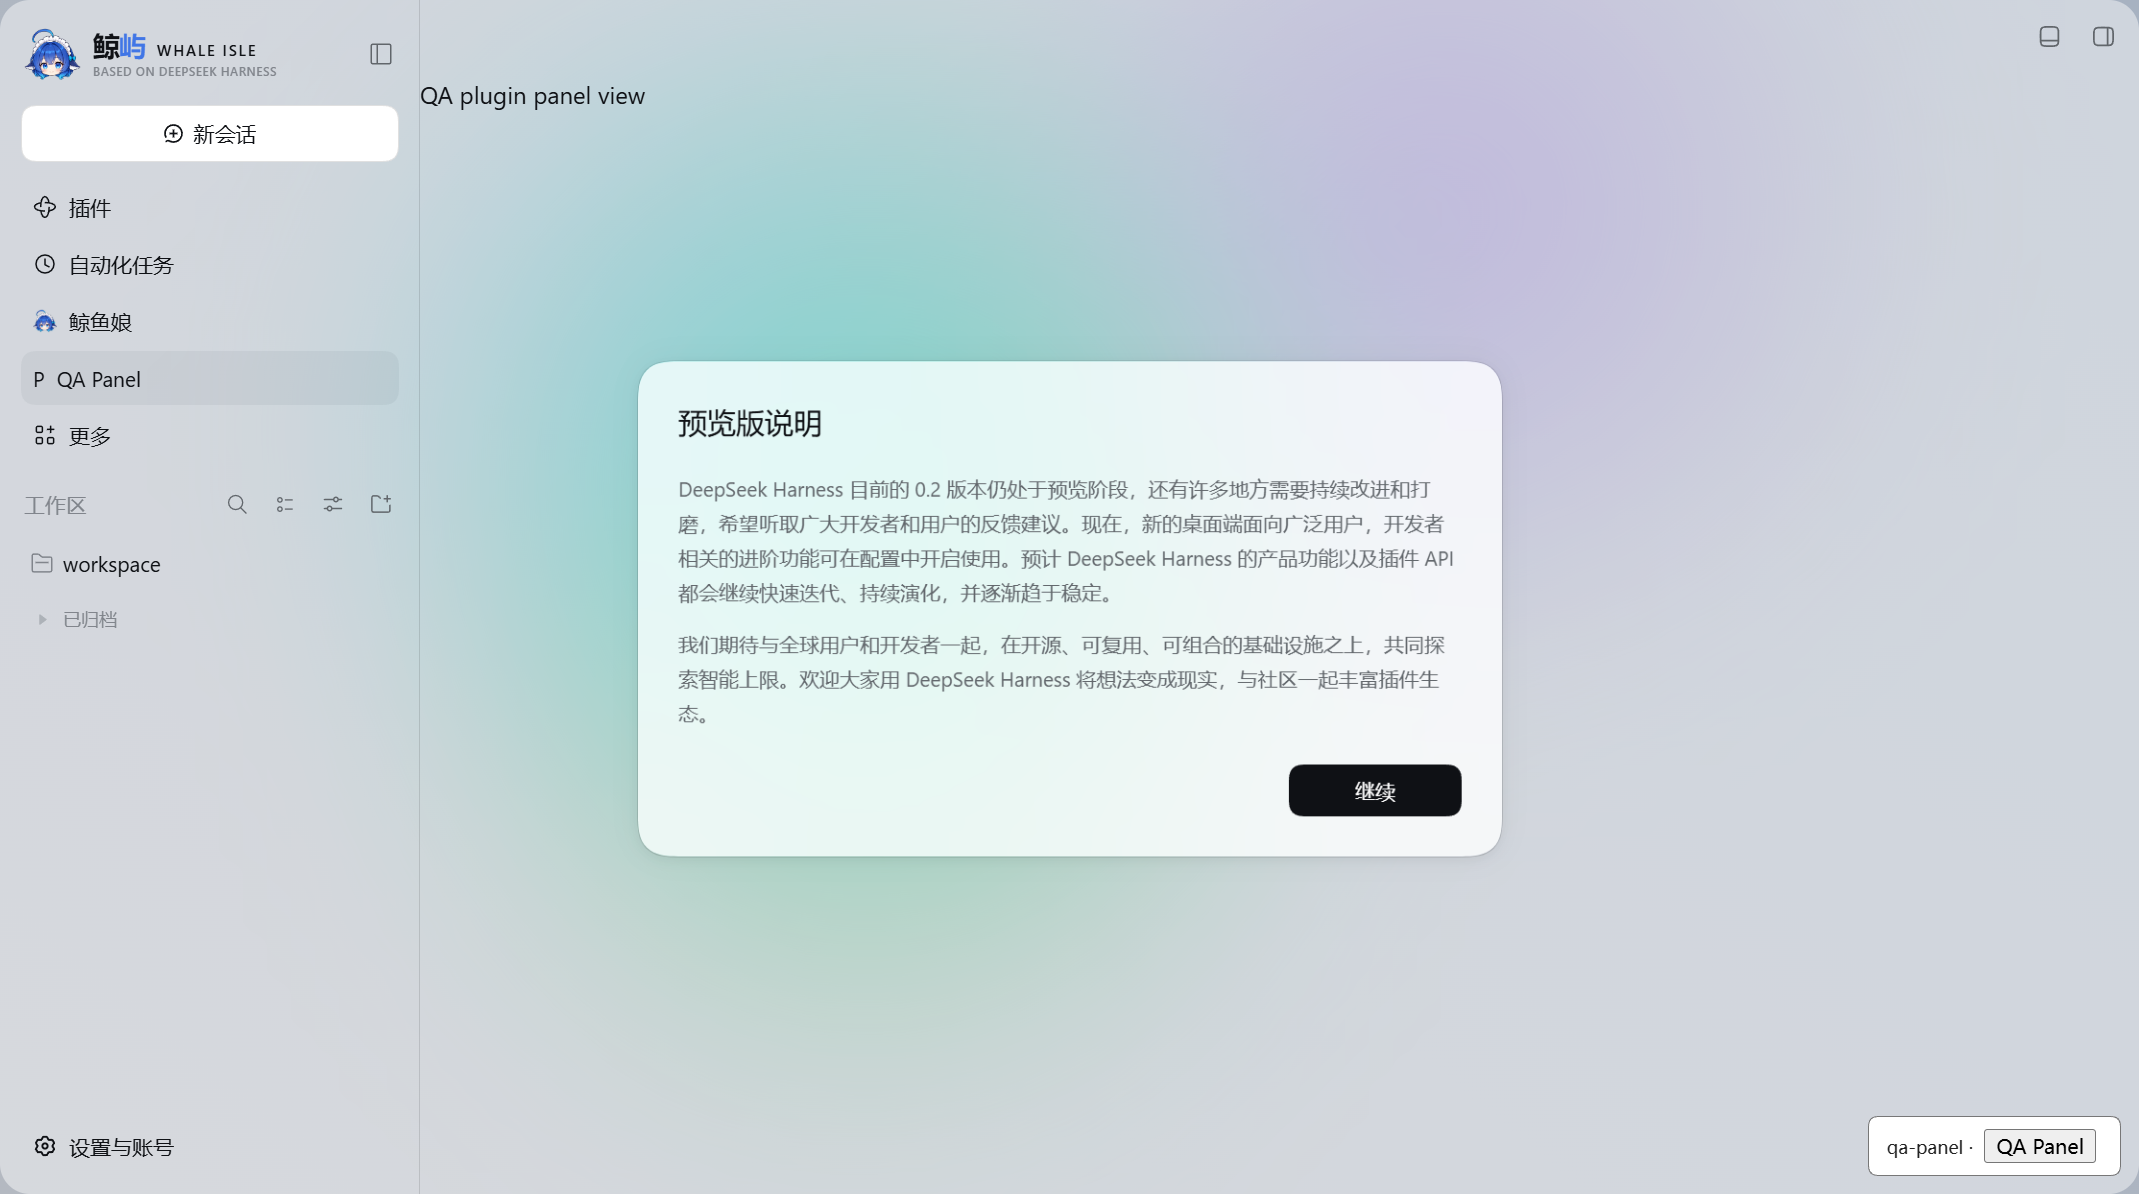 鲸屿 WHALE ISLE
BASED ON DEEPSEEK HARNESS
新会话
插件
自动化任务
鲸鱼娘
P QA Panel
更多
工作区
workspace
已归档
设置与账号
QA plugin panel view
预览版说明
DeepSeek Harness 目前的 0.2 版本仍处于预览阶段，还有许多地方需要持续改进和打
磨，希望听取广大开发者和用户的反馈建议。现在，新的桌面端面向广泛用户，开发者
相关的进阶功能可在配置中开启使用。预计 DeepSeek Harness 的产品功能以及插件 API
都会继续快速迭代、持续演化，并逐渐趋于稳定。
我们期待与全球用户和开发者一起，在开源、可复用、可组合的基础设施之上，共同探
索智能上限。欢迎大家用 DeepSeek Harness 将想法变成现实，与社区一起丰富插件生
态。
继续
qa-panel · QA Panel